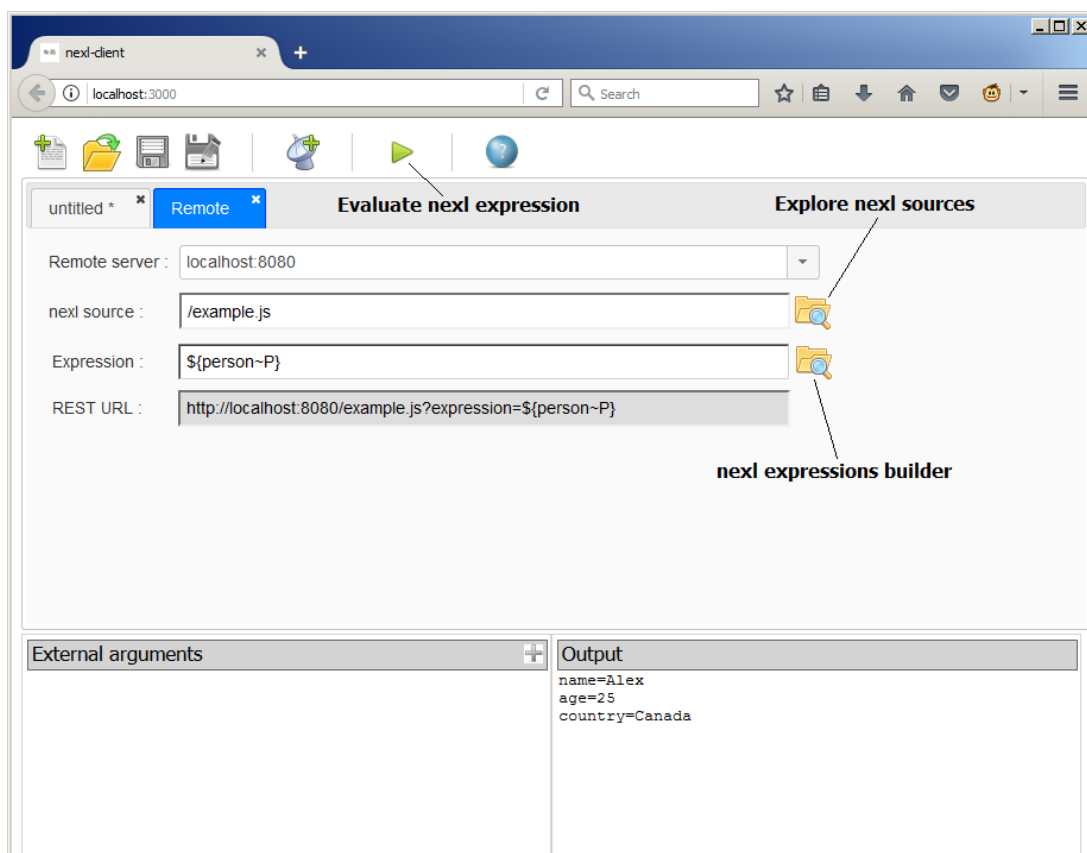 nexl-client
localhost:3000
Search
Evaluate nexl expression
Explore nexl sources
untitled *
Remote
Remote server :
localhost:8080
nexl source :
/example.js
Expression :
${person~P}
REST URL :
http://localhost:8080/example.js?expression=${person~P}
nexl expressions builder
External arguments
Output
name=Alex
age=25
country=Canada